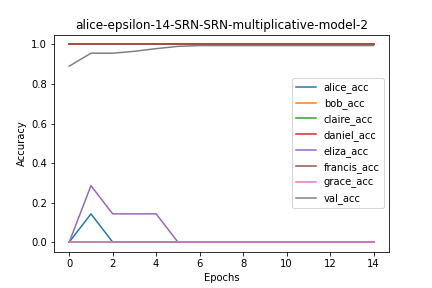 alice-epsilon-14-SRN-SRN-multiplicative-model-2
1.0
0.8
0.6
0.4
0.2
0.0
Accuracy
alice_acc
bob_acc
claire_acc
daniel_acc
eliza_acc
francis_acc
grace_acc
val_acc
0 2 4 6 8 10 12 14
Epochs